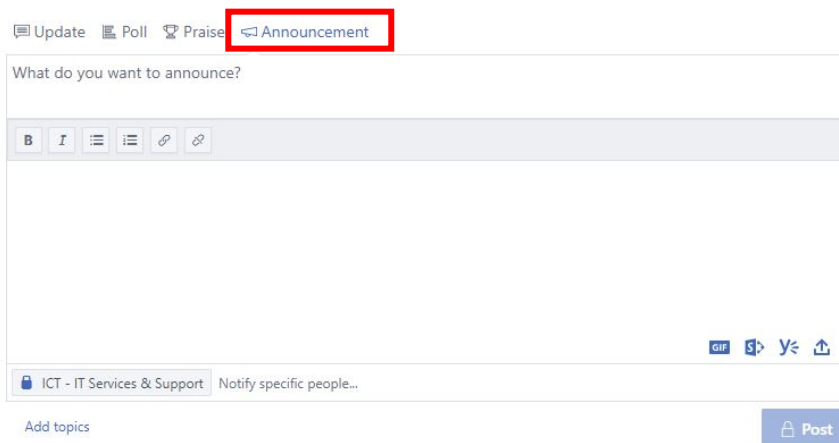 Update Poll Praise Announcement
What do you want to announce?
B I
GIF S y
ICT - IT Services & Support Notify specific people...
Add topics
Post